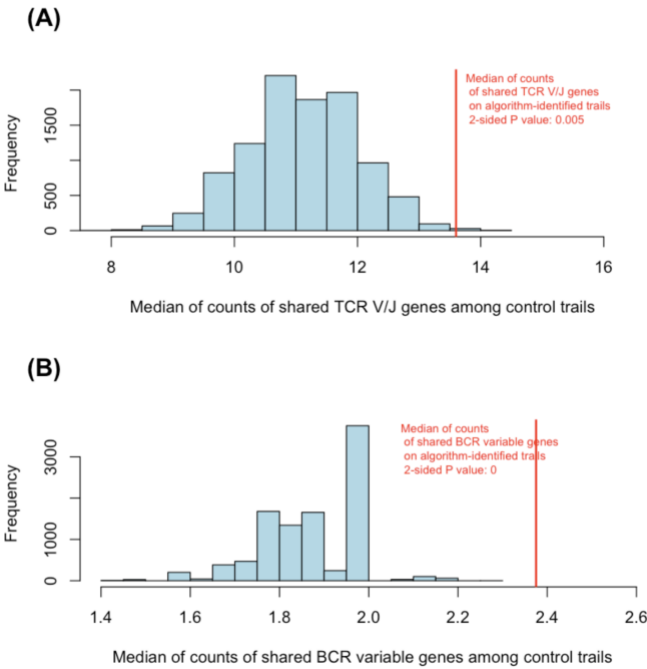 (A)
Frequency
1500
500
0
Median of counts
of shared TCR V/J genes
on algorithm-identified trails
2-sided P value: 0.005
8 10 12 14 16
Median of counts of shared TCR V/J genes among control trails
(B)
Frequency
3000
1000
0
Median of counts
of shared BCR variable genes
on algorithm-identified trails
2-sided P value: 0
1.4 1.6 1.8 2.0 2.2 2.4 2.6
Median of counts of shared BCR variable genes among control trails